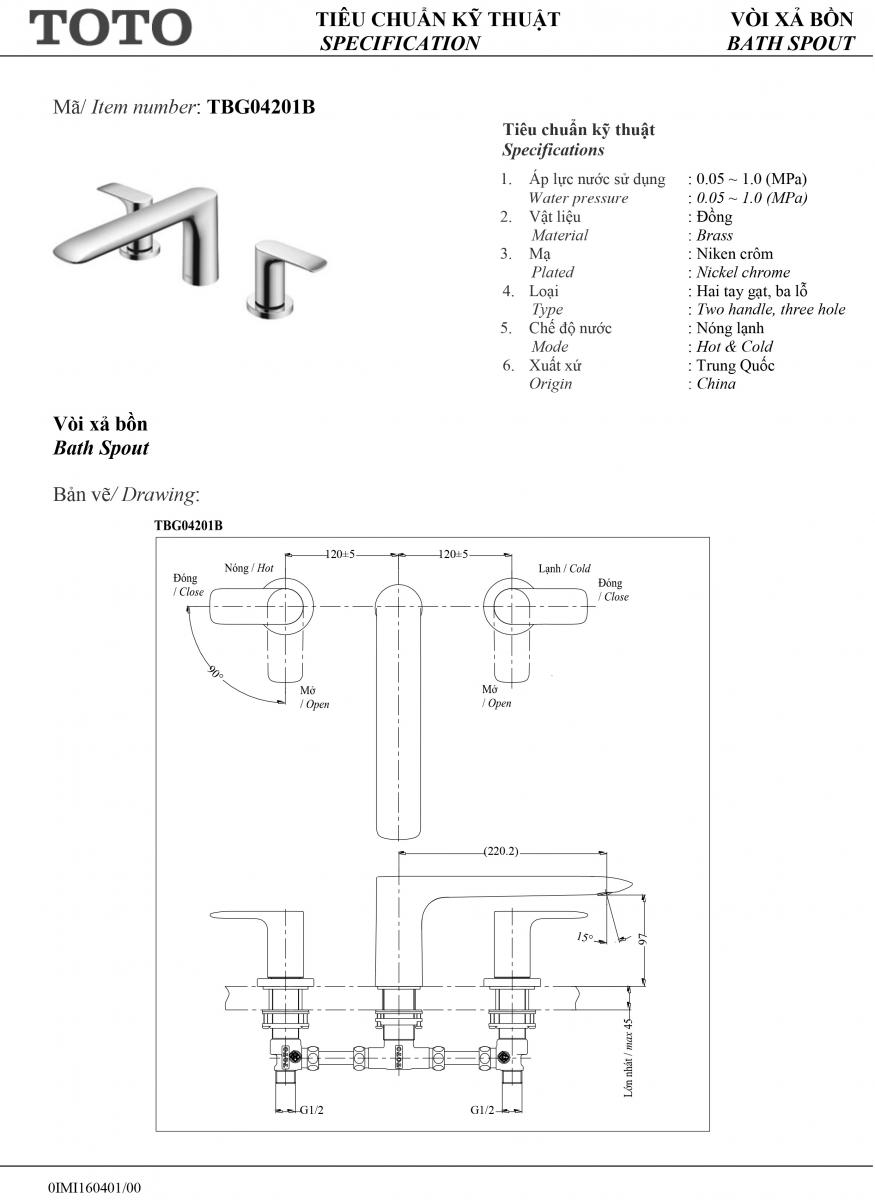 TOTO
TIÊU CHUẨN KỸ THUẬT
SPECIFICATION
VÒI XẢ BỒN
BATH SPOUT
Mã/ Item number: TBG04201B
Tiêu chuẩn kỹ thuật
Specifications
1. Áp lực nước sử dụng : 0.05 ~ 1.0 (MPa)
Water pressure : 0.05 ~ 1.0 (MPa)
2. Vật liệu : Đồng
Material : Brass
3. Mạ : Niken crôm
Plated : Nickel chrome
4. Loại : Hai tay gạt, ba lỗ
Type : Two handle, three hole
5. Chế độ nước : Nóng lạnh
Mode : Hot & Cold
6. Xuất xứ : Trung Quốc
Origin : China
Vòi xả bồn
Bath Spout
Bản vẽ/ Drawing:
TBG04201B
120±5 120±5
Nóng / Hot
Lạnh / Cold
Đóng
/ Close
Đóng
/ Close
90°
Mở
/ Open
Mở
/ Open
(220.2)
15°
97
Lớn nhất / max 45
TOTO
TOTO
G1/2
G1/2
0IMI160401/00